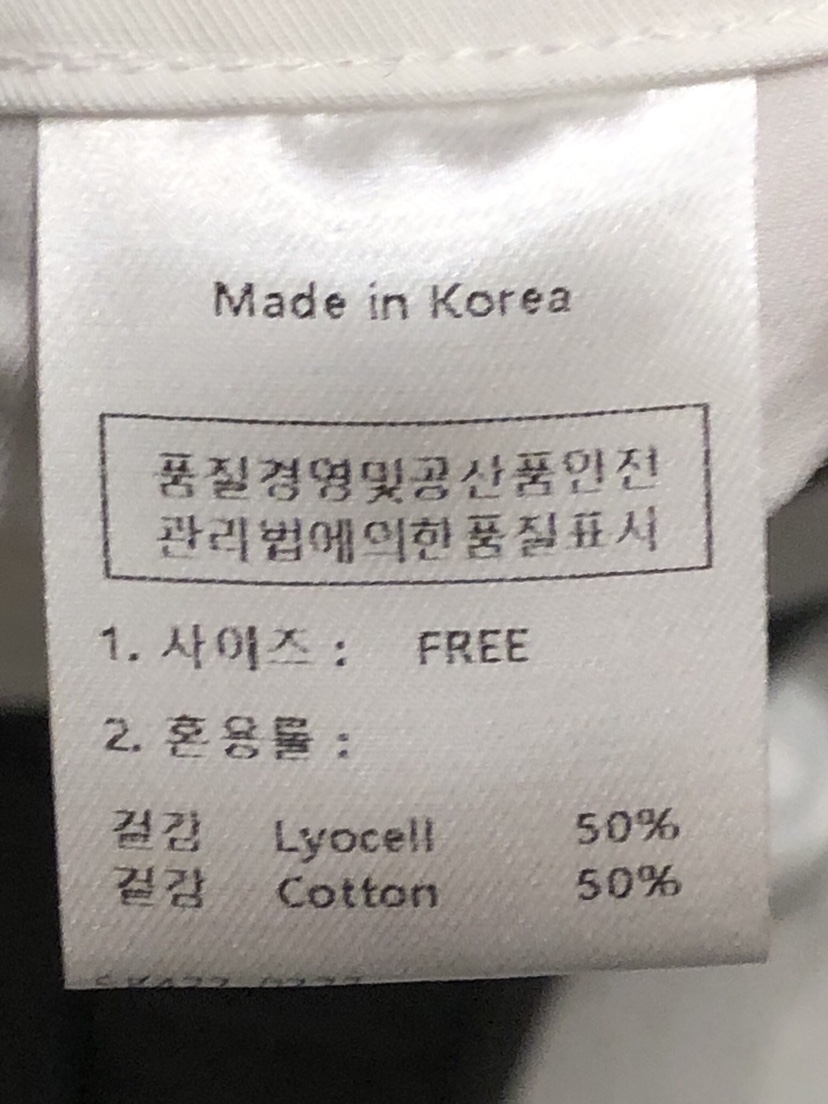 Made in Korea
품질경영및공산품안전
관리법에의한품질표시
1. 사이즈 : FREE
2. 혼용률 :
겉감 Lyocell 50%
겉감 Cotton 50%